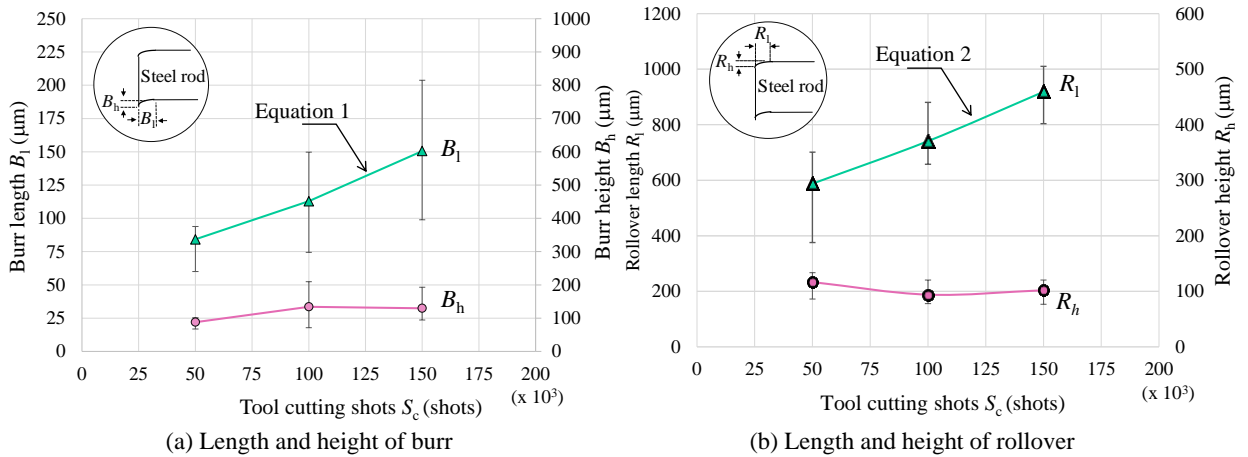 250
225
200
175
150
125
100
75
50
25
0
Burr length B_l (μm)
1000
900
800
700
600
500
400
300
200
100
0
Burr height B_h (μm)
Steel rod
B_h
B_l
Equation 1
B_l
B_h
0 25 50 75 100 125 150 175 200
(x 10³)
Tool cutting shots S_c (shots)
(a) Length and height of burr
1200
1000
800
600
400
200
0
Rollover length R_l (μm)
600
500
400
300
200
100
0
Rollover height R_h (μm)
R_l
R_h
Steel rod
Equation 2
R_l
R_h
0 25 50 75 100 125 150 175 200
(x 10³)
Tool cutting shots S_c (shots)
(b) Length and height of rollover